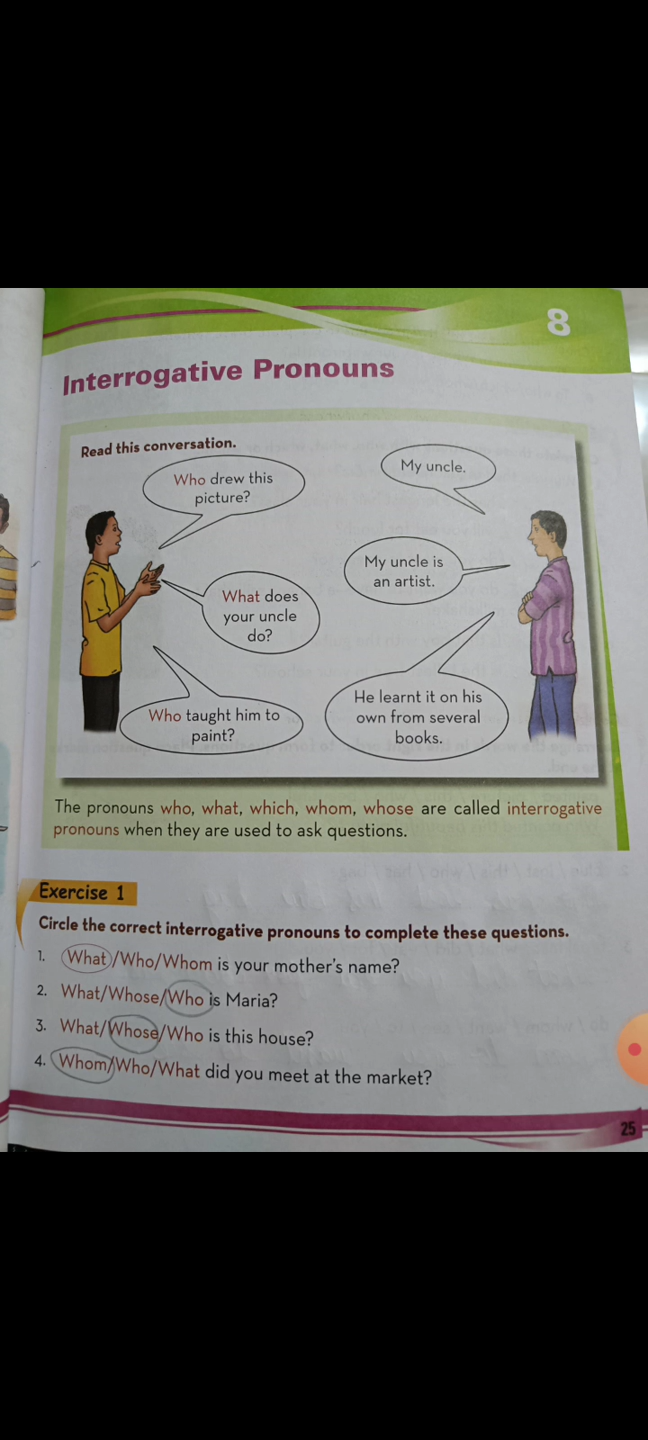 8
Interrogative Pronouns
Read this conversation.
Who drew this
picture?
My uncle.
What does
your uncle
do?
My uncle is
an artist.
Who taught him to
paint?
He learnt it on his
own from several
books.
The pronouns who, what, which, whom, whose are called interrogative
pronouns when they are used to ask questions.
Exercise 1
Circle the correct interrogative pronouns to complete these questions.
1. What/Who/Whom is your mother's name?
2. What/Whose/Who is Maria?
3. What/Whose/Who is this house?
4. Whom/Who/What did you meet at the market?
25